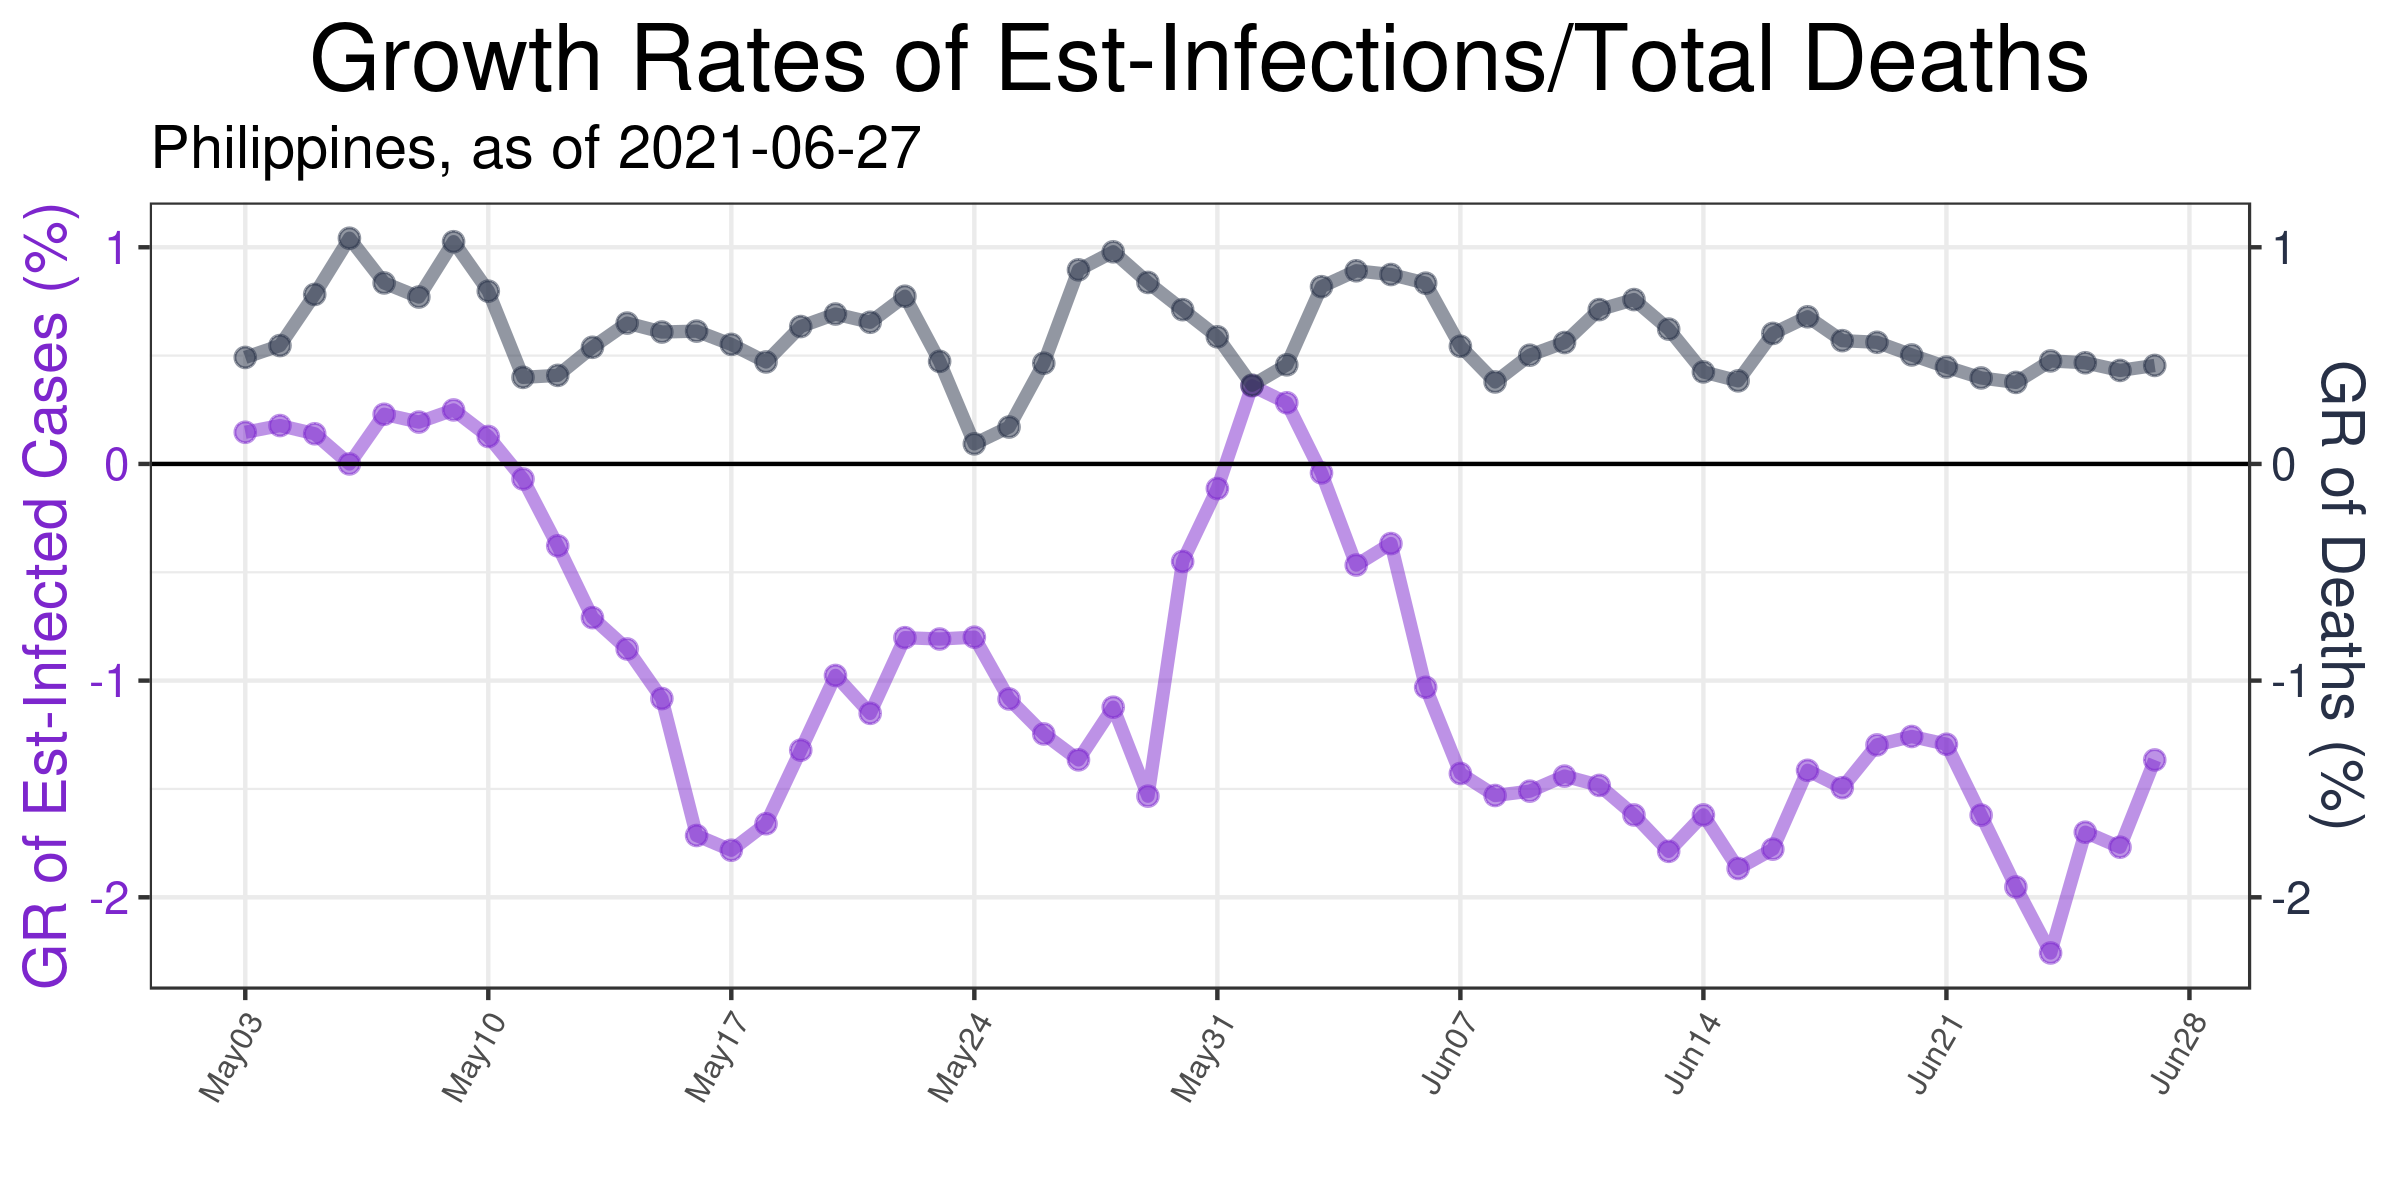 Growth Rates of Est-Infections/Total Deaths
Philippines, as of 2021-06-27
GR of Est-Infected Cases (%)
1
0
-1
-2
1
0
-1
-2
GR of Deaths (%)
May03
May10
May17
May24
May31
Jun07
Jun14
Jun21
Jun28